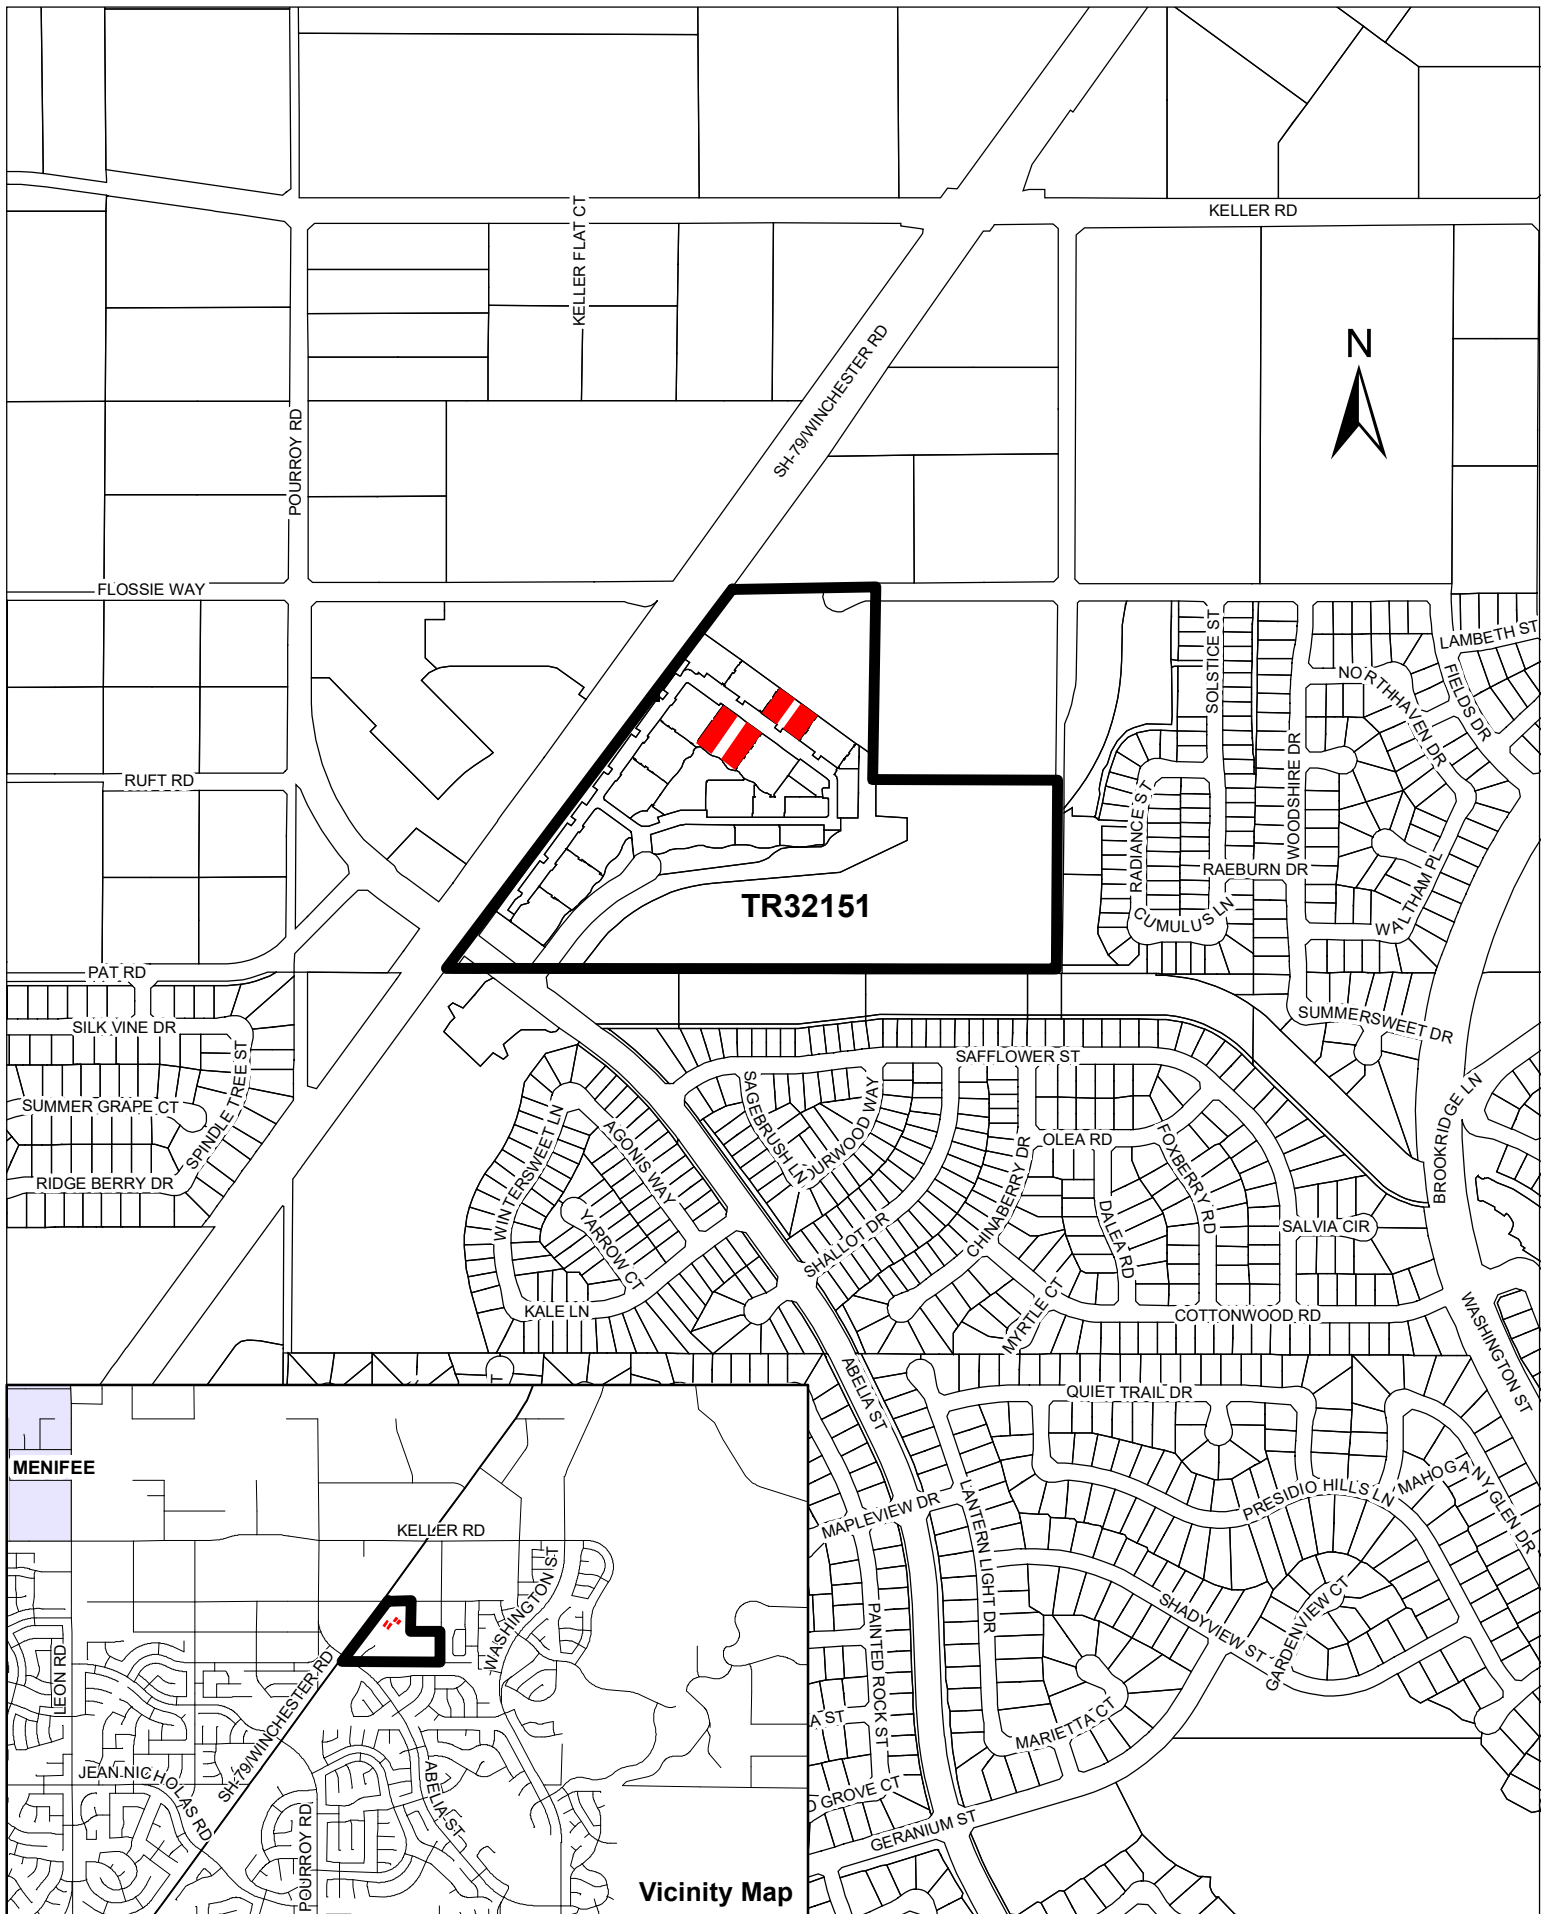 KELLER RD
KELLER FLAT CT
N
SH-79/WINCHESTER RD
POURROY RD
FLOSSIE WAY
LAMBETH ST
SOLSTICE ST
FIELDS DR
NORTHHAVEN DR
WOODSHIRE DR
RUFT RD
RADIANCE ST
RAEBURN DR
WALTHAM PL
TR32151
CUMULUS LN
PAT RD
SILK VINE DR
SUMMERSWEET DR
SAFFLOWER ST
SPINDLE TREE ST
SUMMER GRAPE CT
SAGEBRUSH LN
OURWOOD WAY
BROOKRIDGE LN
WINTERSWEET LN
AGONIS WAY
OLEA RD
FOXBERRY RD
CHINABERRY DR
RIDGE BERRY DR
YARROW CT
SHALLOT DR
DALEA RD
SALVIA CIR
KALE LN
MYRTLE CT
COTTONWOOD RD
WASHINGTON ST
ABELIA ST
T
QUIET TRAIL DR
MENIFEE
PRESIDIO HILLS LN
MAHOGANY GLEN DR
MAPLEVIEW DR
LANTERN LIGHT DR
KELLER RD
WASHINGTON ST
SHADYVIEW ST
GARDENVIEW CT
PAINTED ROCK ST
LEON RD
SH-79/WINCHESTER RD
A ST
MARIETTA CT
JEAN NICHOLAS RD
ABELIA ST
D GROVE CT
POURROY RD
GERANIUM ST
Vicinity Map